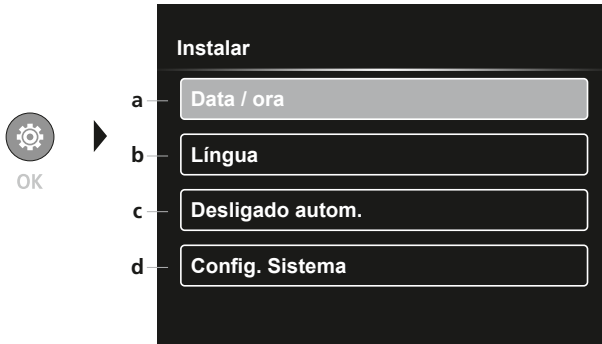 Instalar
a Data / ora
b Língua
OK
c Desligado autom.
d Config. Sistema